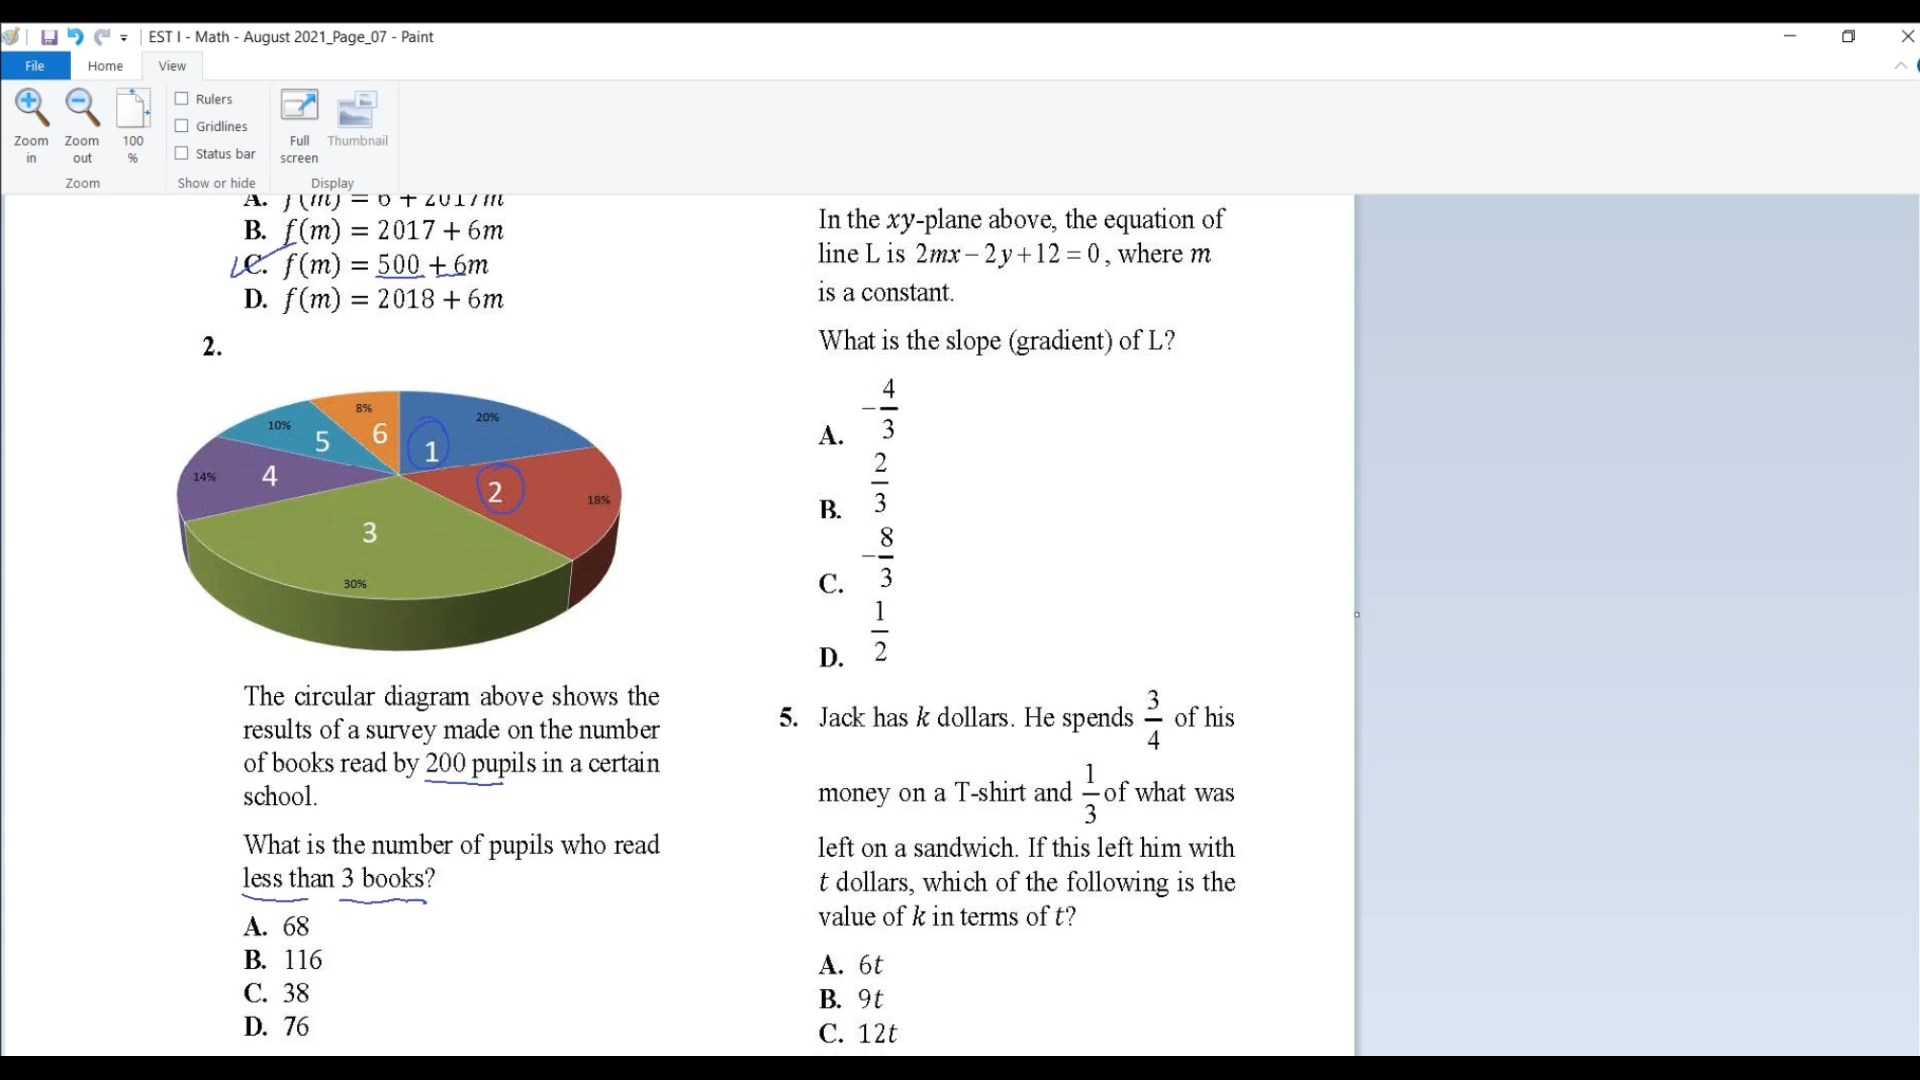 EST I - Math - August 2021_Page_07 - Paint
File Home View
Zoom in
Zoom out
100 %
Rulers
Gridlines
Status bar
Full screen
Thumbnail
Zoom
Show or hide
Display
A. f(m) = 6 + 2017m
B. f(m) = 2017 + 6m
C. f(m) = 500 + 6m
D. f(m) = 2018 + 6m
2.
8%
20%
10%
6
5
1
14%
4
2
18%
3
30%
The circular diagram above shows the
results of a survey made on the number
of books read by 200 pupils in a certain
school.
What is the number of pupils who read
less than 3 books?
A. 68
B. 116
C. 38
D. 76
In the xy-plane above, the equation of
line L is 2mx − 2y + 12 = 0, where m
is a constant.
What is the slope (gradient) of L?
A. −4/3
B. 2/3
C. −8/3
D. 1/2
5. Jack has k dollars. He spends 3/4 of his
money on a T-shirt and 1/3 of what was
left on a sandwich. If this left him with
t dollars, which of the following is the
value of k in terms of t?
A. 6t
B. 9t
C. 12t